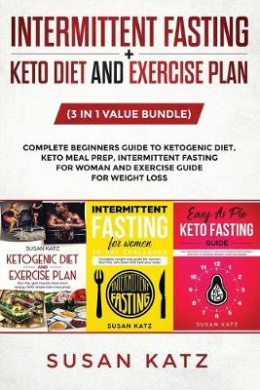 INTERMITTENT FASTING
+
KETO DIET AND EXERCISE PLAN
(3 IN 1 VALUE BUNDLE)
COMPLETE BEGINNERS GUIDE TO KETOGENIC DIET,
KETO MEAL PREP, INTERMITTENT FASTING
FOR WOMAN AND EXERCISE GUIDE
FOR WEIGHT LOSS
SUSAN KATZ
KETOGENIC DIET
AND
EXERCISE PLAN
INTERMITTENT
FASTING
for women
INTERMITTENT
FASTING
SUSAN KATZ
Easy As Pie
KETO FASTING
GUIDE
SUSAN KATZ
SUSAN KATZ